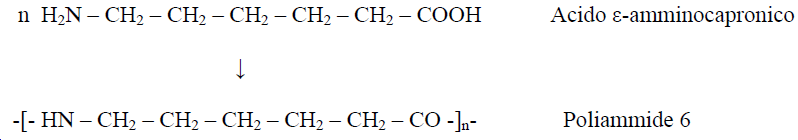 n H₂N – CH₂ – CH₂ – CH₂ – CH₂ – CH₂ – COOH Acido ε-amminocapronico
↓
-[- HN – CH₂ – CH₂ – CH₂ – CH₂ – CH₂ – CO -]ₙ- Poliammide 6